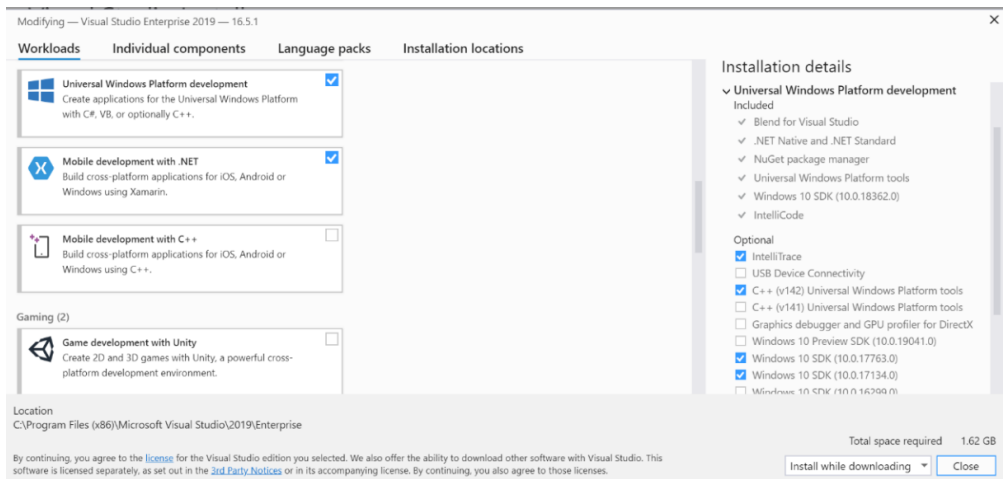 Modifying — Visual Studio Enterprise 2019 — 16.5.1
Workloads Individual components Language packs Installation locations
Universal Windows Platform development
Create applications for the Universal Windows Platform
with C#, VB, or optionally C++.
Mobile development with .NET
Build cross-platform applications for iOS, Android or
Windows using Xamarin.
Mobile development with C++
Build cross-platform applications for iOS, Android or
Windows using C++.
Gaming (2)
Game development with Unity
Create 2D and 3D games with Unity, a powerful cross-
platform development environment.
Installation details
Universal Windows Platform development
Included
Blend for Visual Studio
.NET Native and .NET Standard
NuGet package manager
Universal Windows Platform tools
Windows 10 SDK (10.0.18362.0)
IntelliCode
Optional
IntelliTrace
USB Device Connectivity
C++ (v142) Universal Windows Platform tools
C++ (v141) Universal Windows Platform tools
Graphics debugger and GPU profiler for DirectX
Windows 10 Preview SDK (10.0.19041.0)
Windows 10 SDK (10.0.17763.0)
Windows 10 SDK (10.0.17134.0)
Windows 10 SDK (10.0.16299.0)
Location
C:\Program Files (x86)\Microsoft Visual Studio\2019\Enterprise
Total space required 1.62 GB
By continuing, you agree to the license for the Visual Studio edition you selected. We also offer the ability to download other software with Visual Studio. This
software is licensed separately, as set out in the 3rd Party Notices or in its accompanying license. By continuing, you also agree to those licenses.
Install while downloading Close